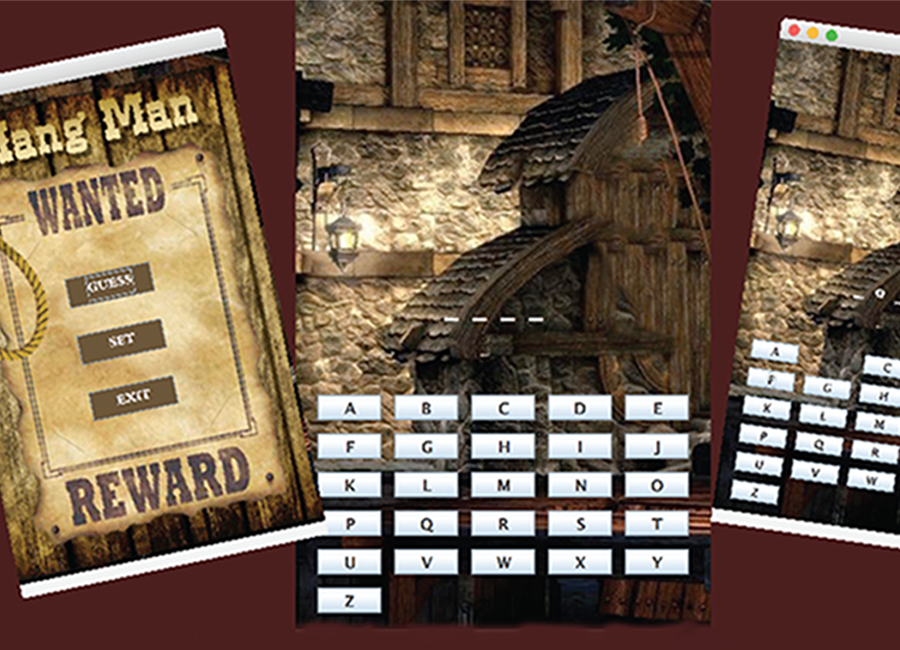 Hang Man
WANTED
GUESS
SET
EXIT
REWARD
_ _ _ _
A B C D E
F G H I J
K L M N O
P Q R S T
U V W X Y
Z
A C
F G H
K L M
P Q R
U V W
Z